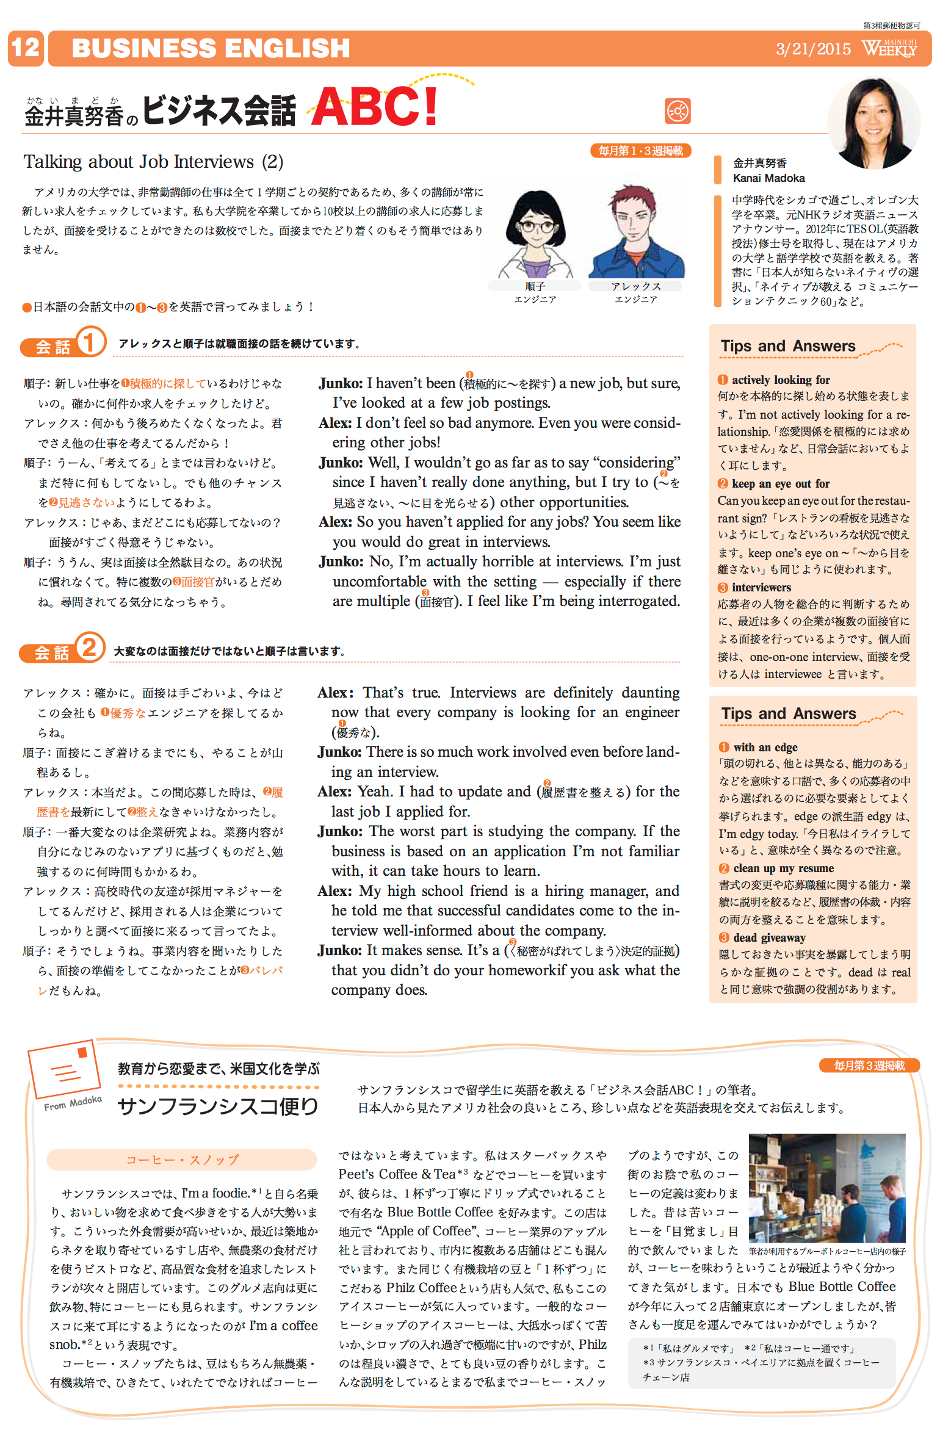 第3種郵便物認可
12
BUSINESS ENGLISH
3/21/2015
MAINICHI
WEEKLY
かない まどか
金井真努香のビジネス会話 ABC!
Talking about Job Interviews (2)
毎月第1・3週掲載
アメリカの大学では、非常勤講師の仕事は全て1学期ごとの契約であるため、多くの講師が常に
新しい求人をチェックしています。私も大学院を卒業してから10校以上の講師の求人に応募しま
したが、面接を受けることができたのは数校でした。面接までたどり着くのもそう簡単ではあり
ません。
順子
エンジニア
アレックス
エンジニア
金井真努香
Kanai Madoka
中学時代をシカゴで過ごし、オレゴン大
学を卒業。元NHKラジオ英語ニュース
アナウンサー。2012年にTESOL(英語教
授法)修士号を取得し、現在はアメリカ
の大学と語学学校で英語を教える。著
書に「日本人が知らないネイティヴの選
択」、「ネイティブが教える コミュニケー
ションテクニック60」など。
●日本語の会話文中の❶〜❸を英語で言ってみましょう！
会話 1
アレックスと順子は就職面接の話を続けています。
順子：新しい仕事を❶積極的に探しているわけじゃな
いの。確かに何件か求人をチェックしたけど。
アレックス：何かもう後ろめたくなくなったよ。君
でさえ他の仕事を考えてるんだから！
順子：うーん、「考えてる」とまでは言わないけど。
まだ特に何もしてないし。でも他のチャンス
を❷見逃さないようにしてるわよ。
アレックス：じゃあ、まだどこにも応募してないの？
面接がすごく得意そうじゃない。
順子：ううん、実は面接は全然駄目なの。あの状況
に慣れなくて。特に複数の❸面接官がいるとだめ
ね。尋問されてる気分になっちゃう。
Junko: I haven't been (❶積極的に〜を探す) a new job, but sure,
I've looked at a few job postings.
Alex: I don't feel so bad anymore. Even you were consid-
ering other jobs!
Junko: Well, I wouldn't go as far as to say “considering”
since I haven't really done anything, but I try to (❷〜を
見逃さない、〜に目を光らせる) other opportunities.
Alex: So you haven't applied for any jobs? You seem like
you would do great in interviews.
Junko: No, I'm actually horrible at interviews. I'm just
uncomfortable with the setting — especially if there
are multiple (❸面接官). I feel like I'm being interrogated.
Tips and Answers
❶ actively looking for
何かを本格的に探し始める状態を表しま
す。I'm not actively looking for a re-
lationship.「恋愛関係を積極的には求め
ていません」など、日常会話においてもよ
く耳にします。
❷ keep an eye out for
Can you keep an eye out for the restau-
rant sign?「レストランの看板を見逃さな
いようにして」などいろいろな状況で使え
ます。keep one's eye on ~「〜から目を
離さない」も同じように使われます。
❸ interviewers
応募者の人物を総合的に判断するため
に、最近は多くの企業が複数の面接官に
よる面接を行っているようです。個人面
接は、one-on-one interview、面接を受
ける人は interviewee と言います。
会話 2
大変なのは面接だけではないと順子は言います。
アレックス：確かに。面接は手ごわいよ、今はど
この会社も❶優秀なエンジニアを探してるか
らね。
順子：面接にこぎ着けるまでにも、やることが山
程あるし。
アレックス：本当だよ。この間応募した時は、❷履
歴書を最新にして❷整えなきゃいけなかったし。
順子：一番大変なのは企業研究よね。業務内容が
自分になじみのないアプリに基づくものだと、勉
強するのに何時間もかかるわ。
アレックス：高校時代の友達が採用マネジャーを
してるんだけど、採用される人は企業について
しっかりと調べて面接に来るって言ってたよ。
順子：そうでしょうね。事業内容を聞いたりした
ら、面接の準備をしてこなかったことが❸バレバ
レだもんね。
Alex: That's true. Interviews are definitely daunting
now that every company is looking for an engineer
(❶優秀な).
Junko: There is so much work involved even before land-
ing an interview.
Alex: Yeah. I had to update and (❷履歴書を整える) for the
last job I applied for.
Junko: The worst part is studying the company. If the
business is based on an application I'm not familiar
with, it can take hours to learn.
Alex: My high school friend is a hiring manager, and
he told me that successful candidates come to the in-
terview well-informed about the company.
Junko: It makes sense. It's a (❸〈秘密がばれてしまう〉決定的証拠)
that you didn't do your homeworkif you ask what the
company does.
Tips and Answers
❶ with an edge
「頭の切れる、他とは異なる、能力のある」
などを意味する口語で、多くの応募者の中
から選ばれるのに必要な要素としてよく
挙げられます。edge の派生語 edgy は、
I'm edgy today.「今日私はイライラして
いる」と、意味が全く異なるので注意。
❷ clean up my resume
書式の変更や応募職種に関する能力・業
績に説明を絞るなど、履歴書の体裁・内容
の両方を整えることを意味します。
❸ dead giveaway
隠しておきたい事実を暴露してしまう明
らかな証拠のことです。dead は real
と同じ意味で強調の役割があります。
From Madoka
教育から恋愛まで、米国文化を学ぶ
サンフランシスコ便り
毎月第3週掲載
サンフランシスコで留学生に英語を教える「ビジネス会話ABC！」の筆者。
日本人から見たアメリカ社会の良いところ、珍しい点などを英語表現を交えてお伝えします。
コーヒー・スノッブ
サンフランシスコでは、I'm a foodie.*1と自ら名乗
り、おいしい物を求めて食べ歩きをする人が大勢いま
す。こういった外食需要が高いせいか、最近は築地か
らネタを取り寄せているすし店や、無農薬の食材だけ
を使うビストロなど、高品質な食材を追求したレスト
ランが次々と開店しています。このグルメ志向は更に
飲み物、特にコーヒーにも見られます。サンフランシ
スコに来て耳にするようになったのが I'm a coffee
snob.*2という表現です。
コーヒー・スノッブたちは、豆はもちろん無農薬・
有機栽培で、ひきたて、いれたてでなければコーヒー
ではないと考えています。私はスターバックスや
Peet's Coffee & Tea*3 などでコーヒーを買います
が、彼らは、1杯ずつ丁寧にドリップ式でいれること
で有名な Blue Bottle Coffee を好みます。この店は
地元で “Apple of Coffee”、コーヒー業界のアップル
社と言われており、市内に複数ある店舗はどこも混ん
でいます。また同じく有機栽培の豆と「1杯ずつ」に
こだわる Philz Coffeeという店も人気で、私もここの
アイスコーヒーが気に入っています。一般的なコー
ヒーショップのアイスコーヒーは、大抵水っぽくて苦
いか、シロップの入れ過ぎで極端に甘いのですが、Philz
のは程良い濃さで、とても良い豆の香りがします。こ
んな説明をしているとまるで私までコーヒー・スノッ
ブのようですが、この
街のお陰で私のコー
ヒーの定義は変わりま
した。昔は苦いコー
ヒーを「目覚まし」目
的で飲んでいました
が、コーヒーを味わうということが最近ようやく分かっ
てきた気がします。日本でも Blue Bottle Coffee
が今年に入って2店舗東京にオープンしましたが、皆
さんも一度足を運んでみてはいかがでしょうか？
筆者が利用するブルーボトルコーヒー店内の様子
*1「私はグルメです」 *2「私はコーヒー通です」
*3 サンフランシスコ・ベイエリアに拠点を置くコーヒー
チェーン店